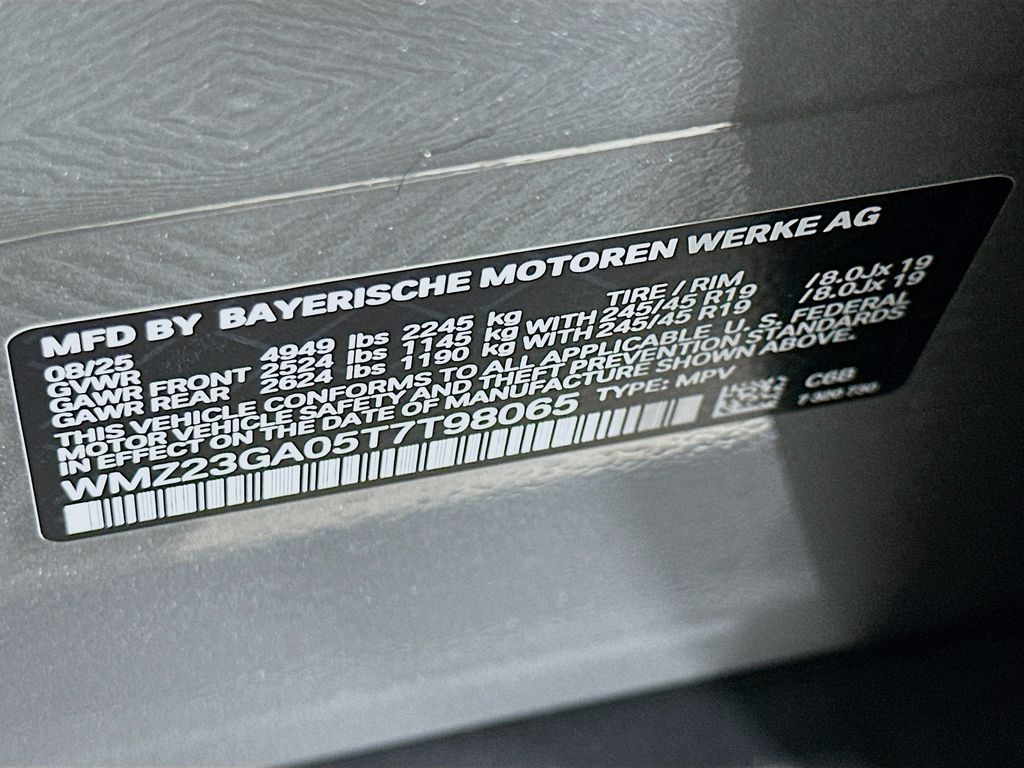 MFD BY BAYERISCHE MOTOREN WERKE AG
08/25 TIRE / RIM
GVWR 4949 lbs 2245 kg
GAWR FRONT 2524 lbs 1145 kg WITH 245/45 R19 /8.0Jx 19
GAWR REAR 2624 lbs 1190 kg WITH 245/45 R19 /8.0Jx 19
THIS VEHICLE CONFORMS TO ALL APPLICABLE U. S. FEDERAL
MOTOR VEHICLE SAFETY AND THEFT PREVENTION STANDARDS
IN EFFECT ON THE DATE OF MANUFACTURE SHOWN ABOVE.
WMZ23GA05T7T98065 TYPE: MPV
C6B